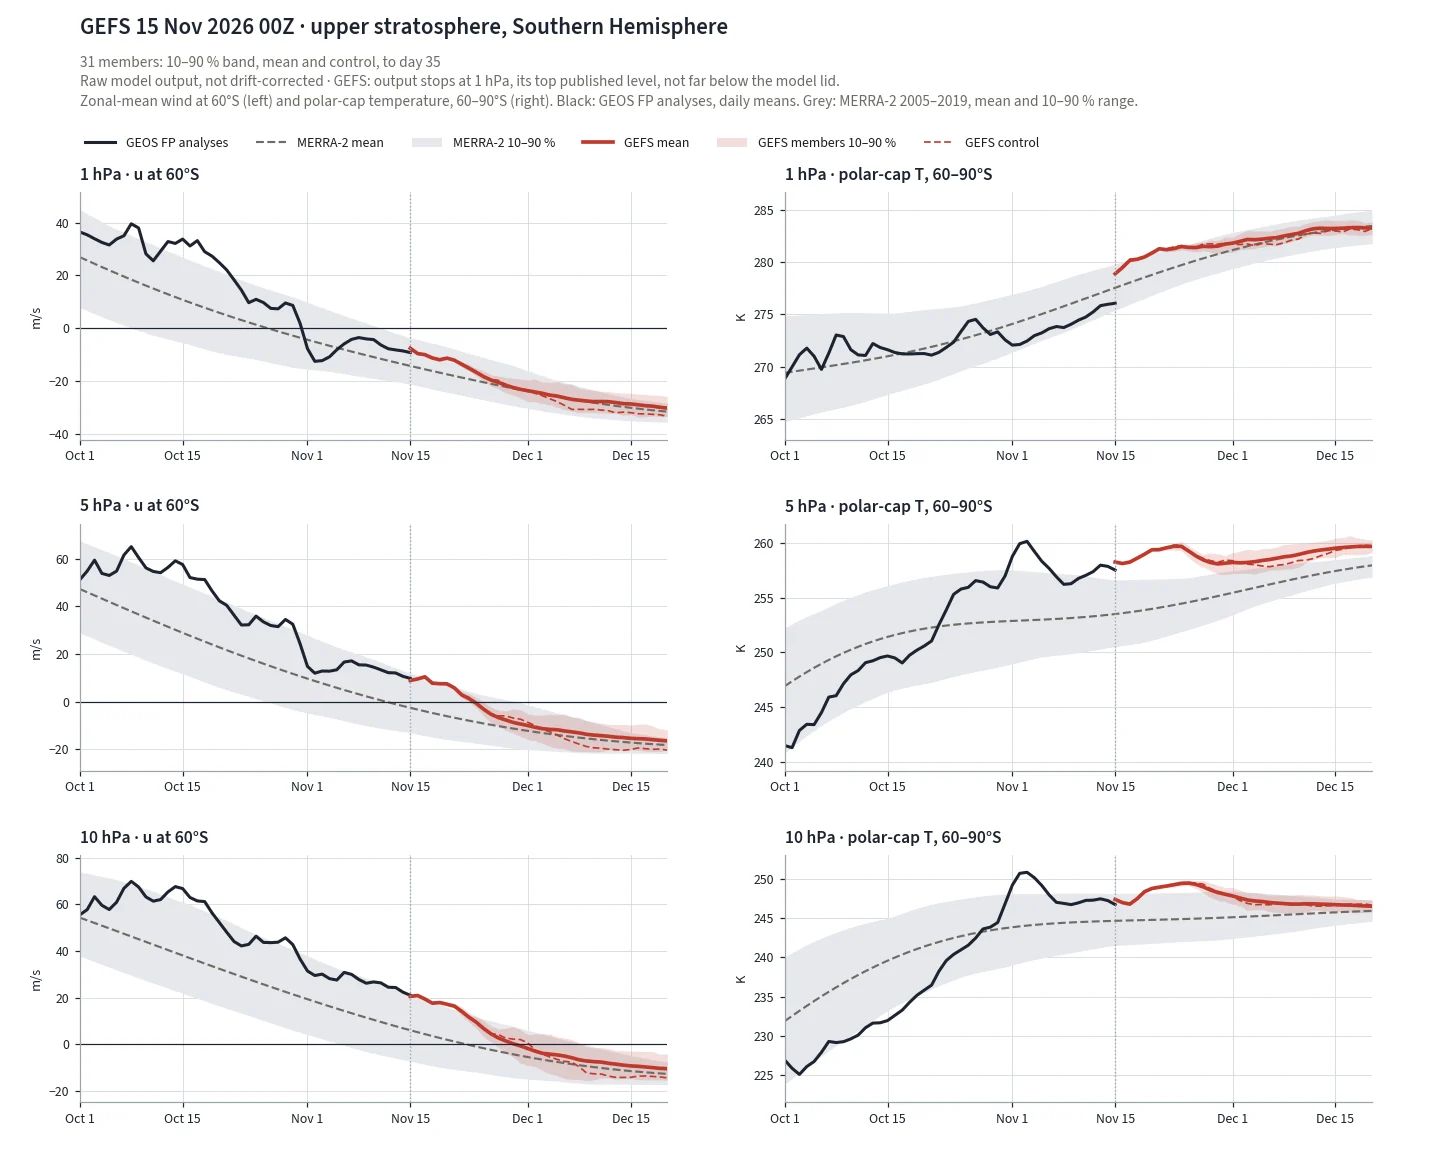 GEFS 15 Nov 2026 00Z · upper stratosphere, Southern Hemisphere
31 members: 10–90 % band, mean and control, to day 35
Raw model output, not drift-corrected · GEFS: output stops at 1 hPa, its top published level, not far below the model lid.
Zonal-mean wind at 60°S (left) and polar-cap temperature, 60–90°S (right). Black: GEOS FP analyses, daily means. Grey: MERRA-2 2005–2019, mean and 10–90 % range.
GEOS FP analyses MERRA-2 mean MERRA-2 10–90 % GEFS mean GEFS members 10–90 % GEFS control
1 hPa · u at 60°S
m/s
40
20
0
−20
−40
Oct 1 Oct 15 Nov 1 Nov 15 Dec 1 Dec 15
1 hPa · polar-cap T, 60–90°S
K
285
280
275
270
265
Oct 1 Oct 15 Nov 1 Nov 15 Dec 1 Dec 15
5 hPa · u at 60°S
m/s
60
40
20
0
−20
Oct 1 Oct 15 Nov 1 Nov 15 Dec 1 Dec 15
5 hPa · polar-cap T, 60–90°S
K
260
255
250
245
240
Oct 1 Oct 15 Nov 1 Nov 15 Dec 1 Dec 15
10 hPa · u at 60°S
m/s
80
60
40
20
0
−20
Oct 1 Oct 15 Nov 1 Nov 15 Dec 1 Dec 15
10 hPa · polar-cap T, 60–90°S
K
250
245
240
235
230
225
Oct 1 Oct 15 Nov 1 Nov 15 Dec 1 Dec 15